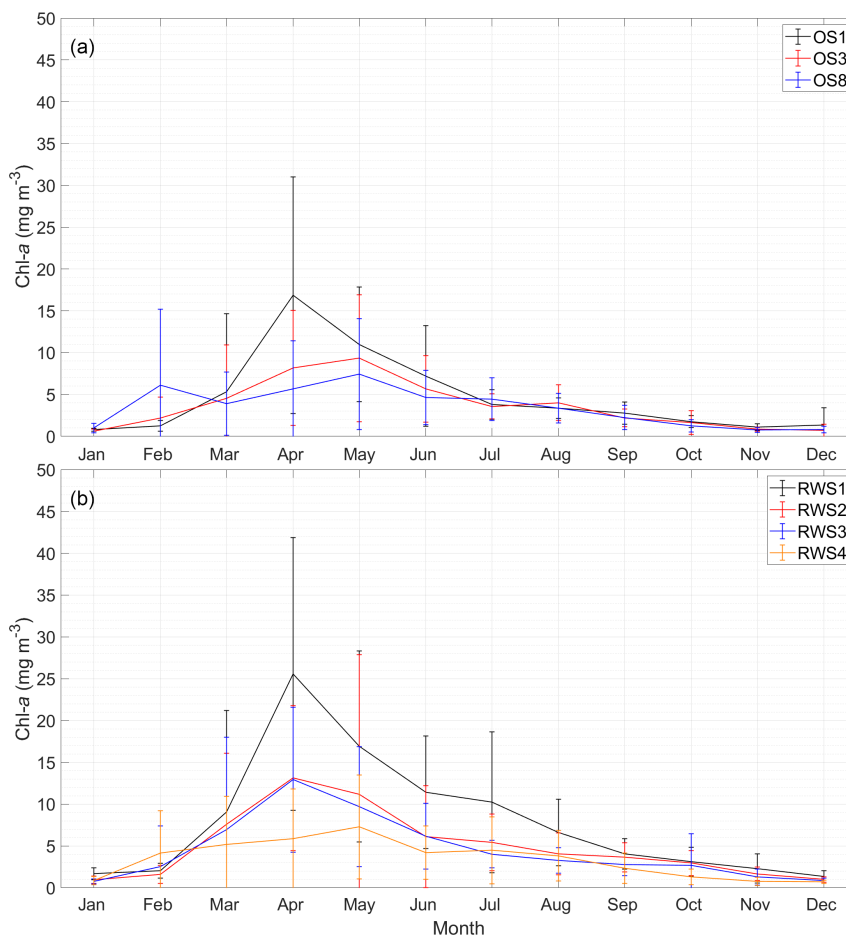 (a)
OS1
OS3
OS8
50
45
40
35
30
25
20
15
10
5
0
Chl-a (mg m⁻³)
Jan Feb Mar Apr May Jun Jul Aug Sep Oct Nov Dec
(b)
RWS1
RWS2
RWS3
RWS4
50
45
40
35
30
25
20
15
10
5
0
Chl-a (mg m⁻³)
Jan Feb Mar Apr May Jun Jul Aug Sep Oct Nov Dec
Month